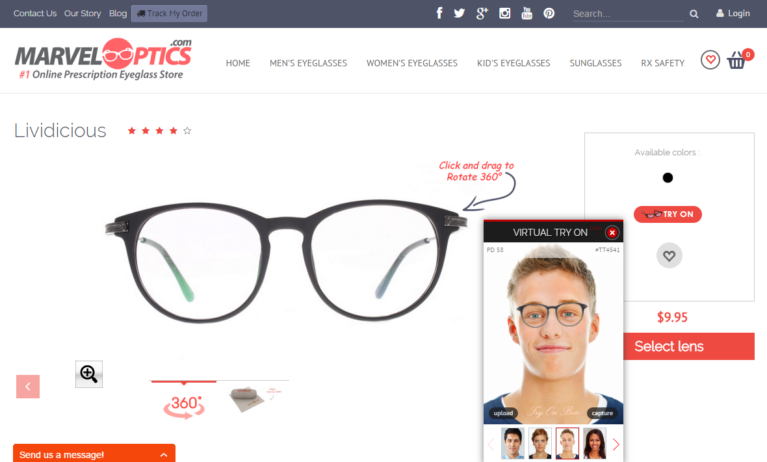 Contact Us Our Story Blog Track My Order Search... Login
MARVEL OPTICS .com
#1 Online Prescription Eyeglass Store
HOME MEN'S EYEGLASSES WOMEN'S EYEGLASSES KID'S EYEGLASSES SUNGLASSES RX SAFETY 0
Lividicious
Click and drag to
Rotate 360°
Available colors :
TRY ON
VIRTUAL TRY ON
PD 58 #TT4541
$9.95
Select lens
360°
upload Try On Box capture
Send us a message!